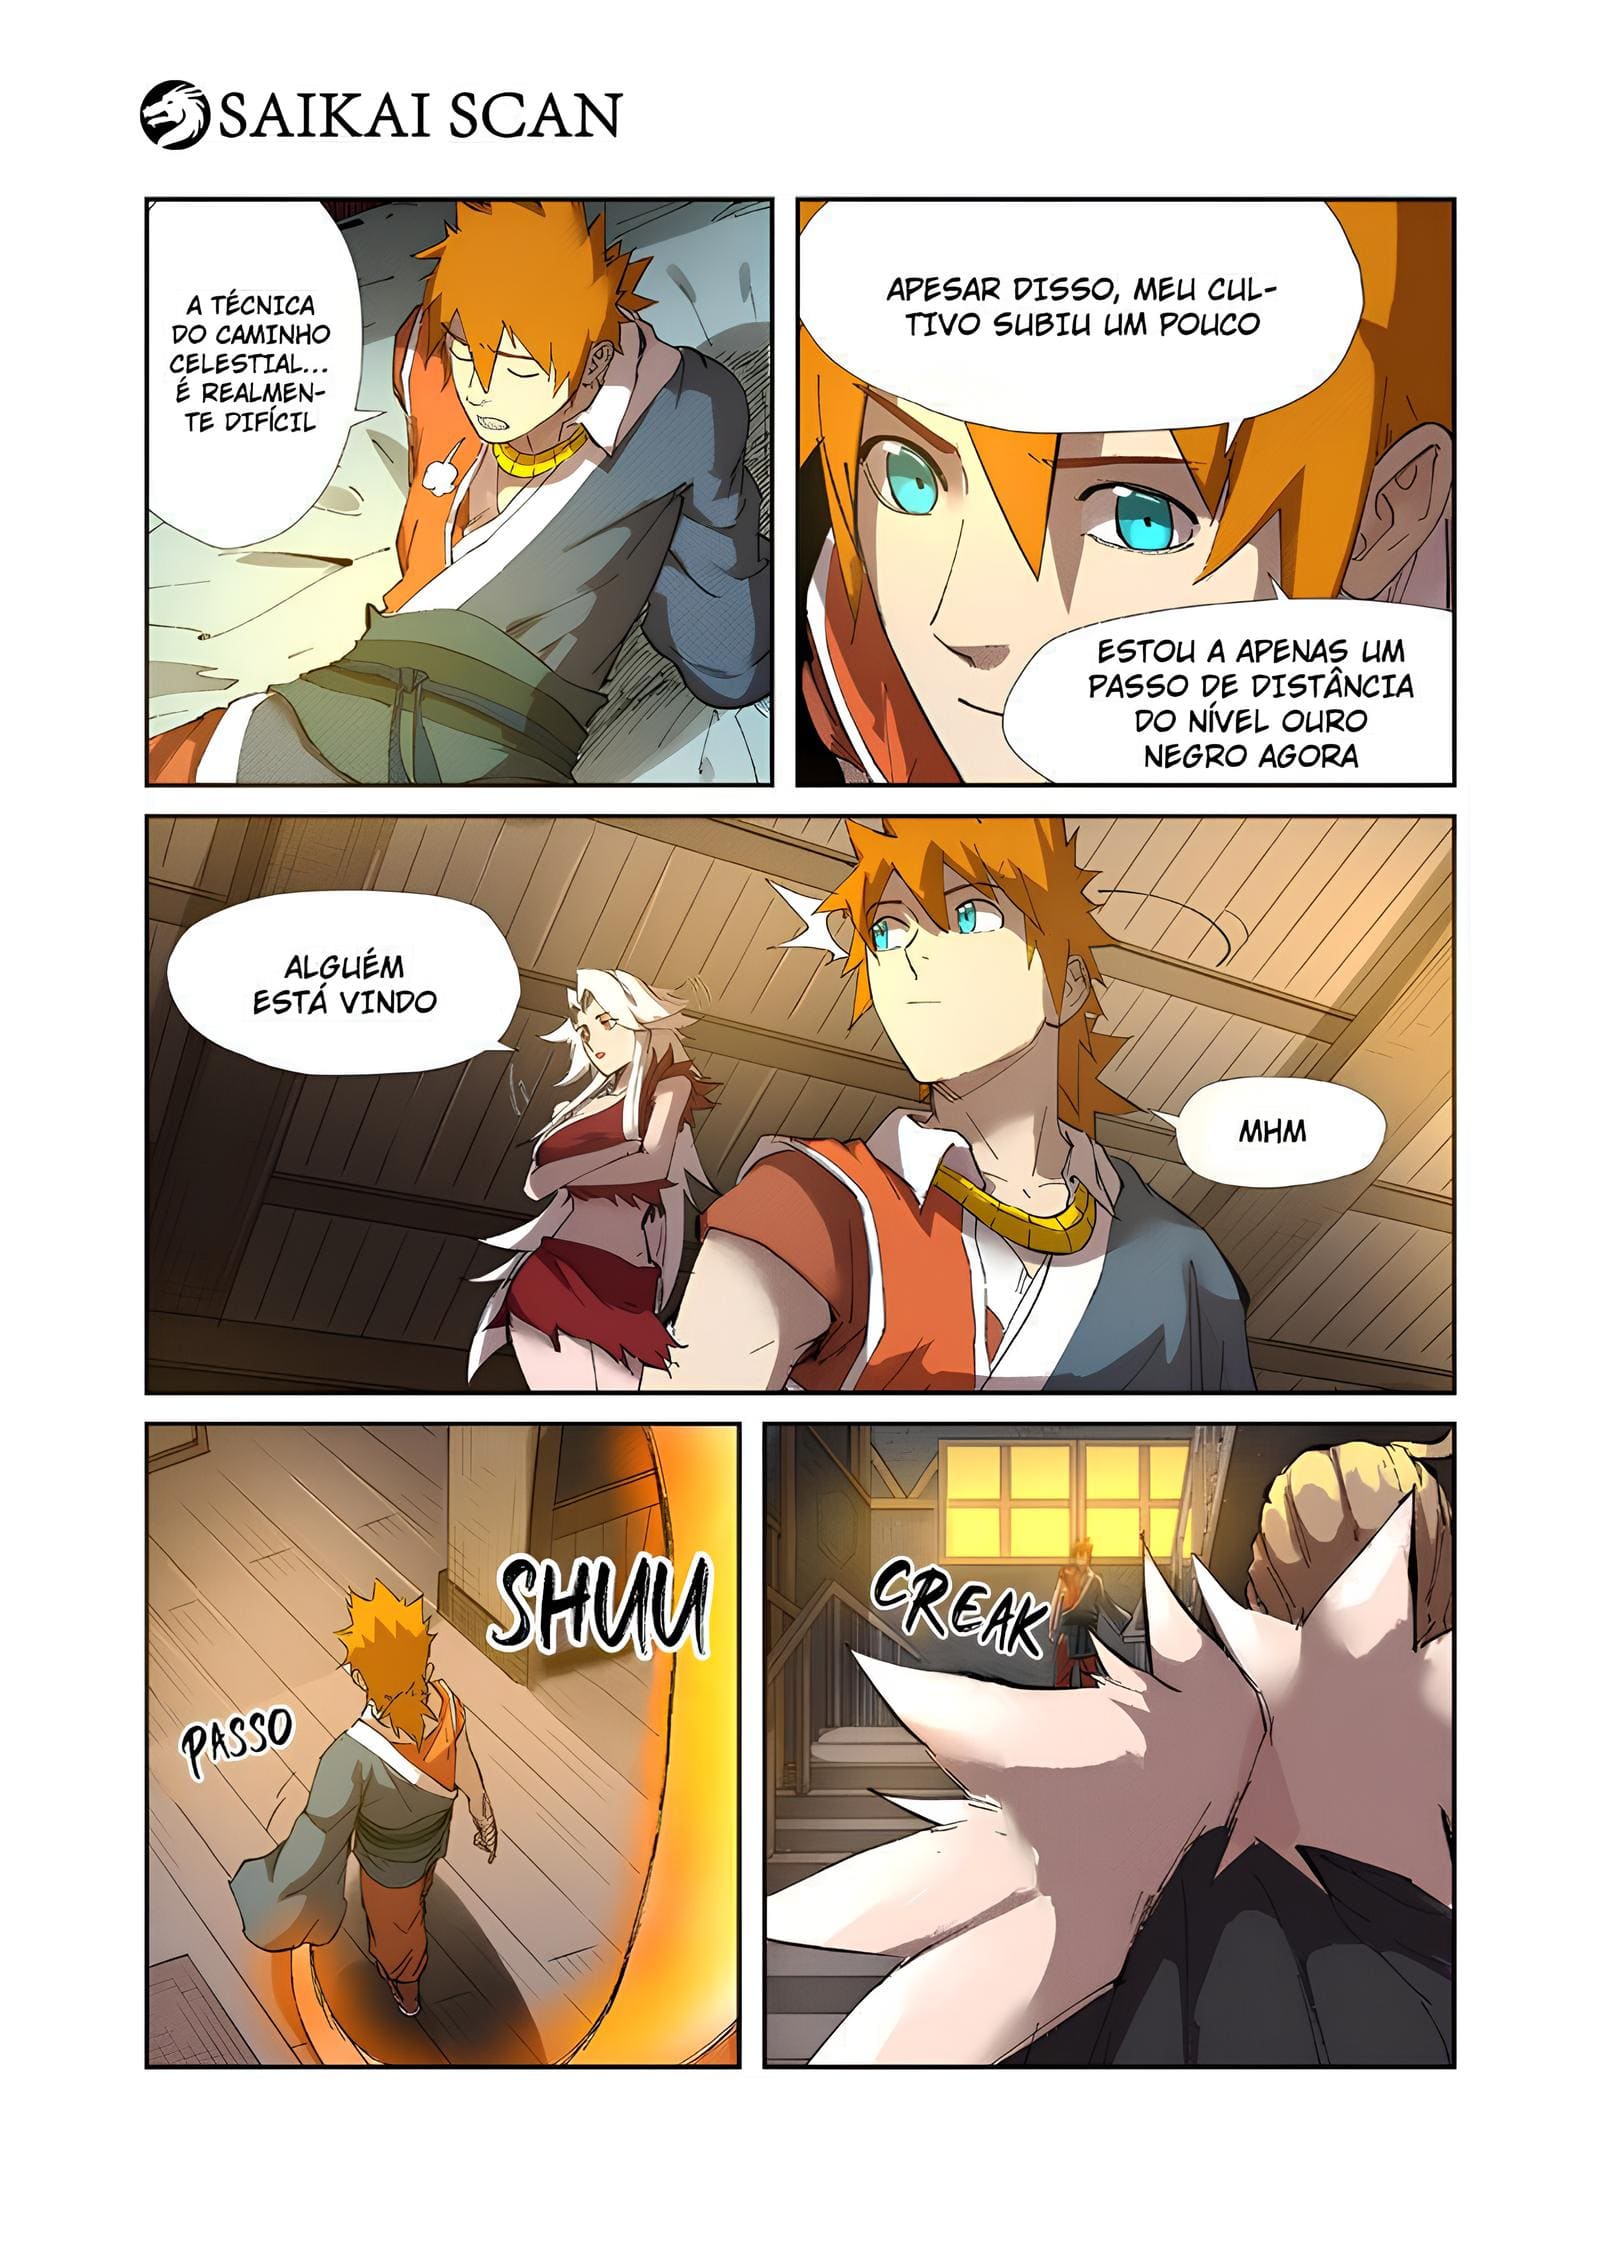 SAIKAI SCAN
A TÉCNICA
DO CAMINHO
CELESTIAL...
É REALMEN-
TE DIFÍCIL
APESAR DISSO, MEU CUL-
TIVO SUBIU UM POUCO
ESTOU A APENAS UM
PASSO DE DISTÂNCIA
DO NÍVEL OURO
NEGRO AGORA
ALGUÉM
ESTÁ VINDO
MHM
SHUU
PASSO
CREAK